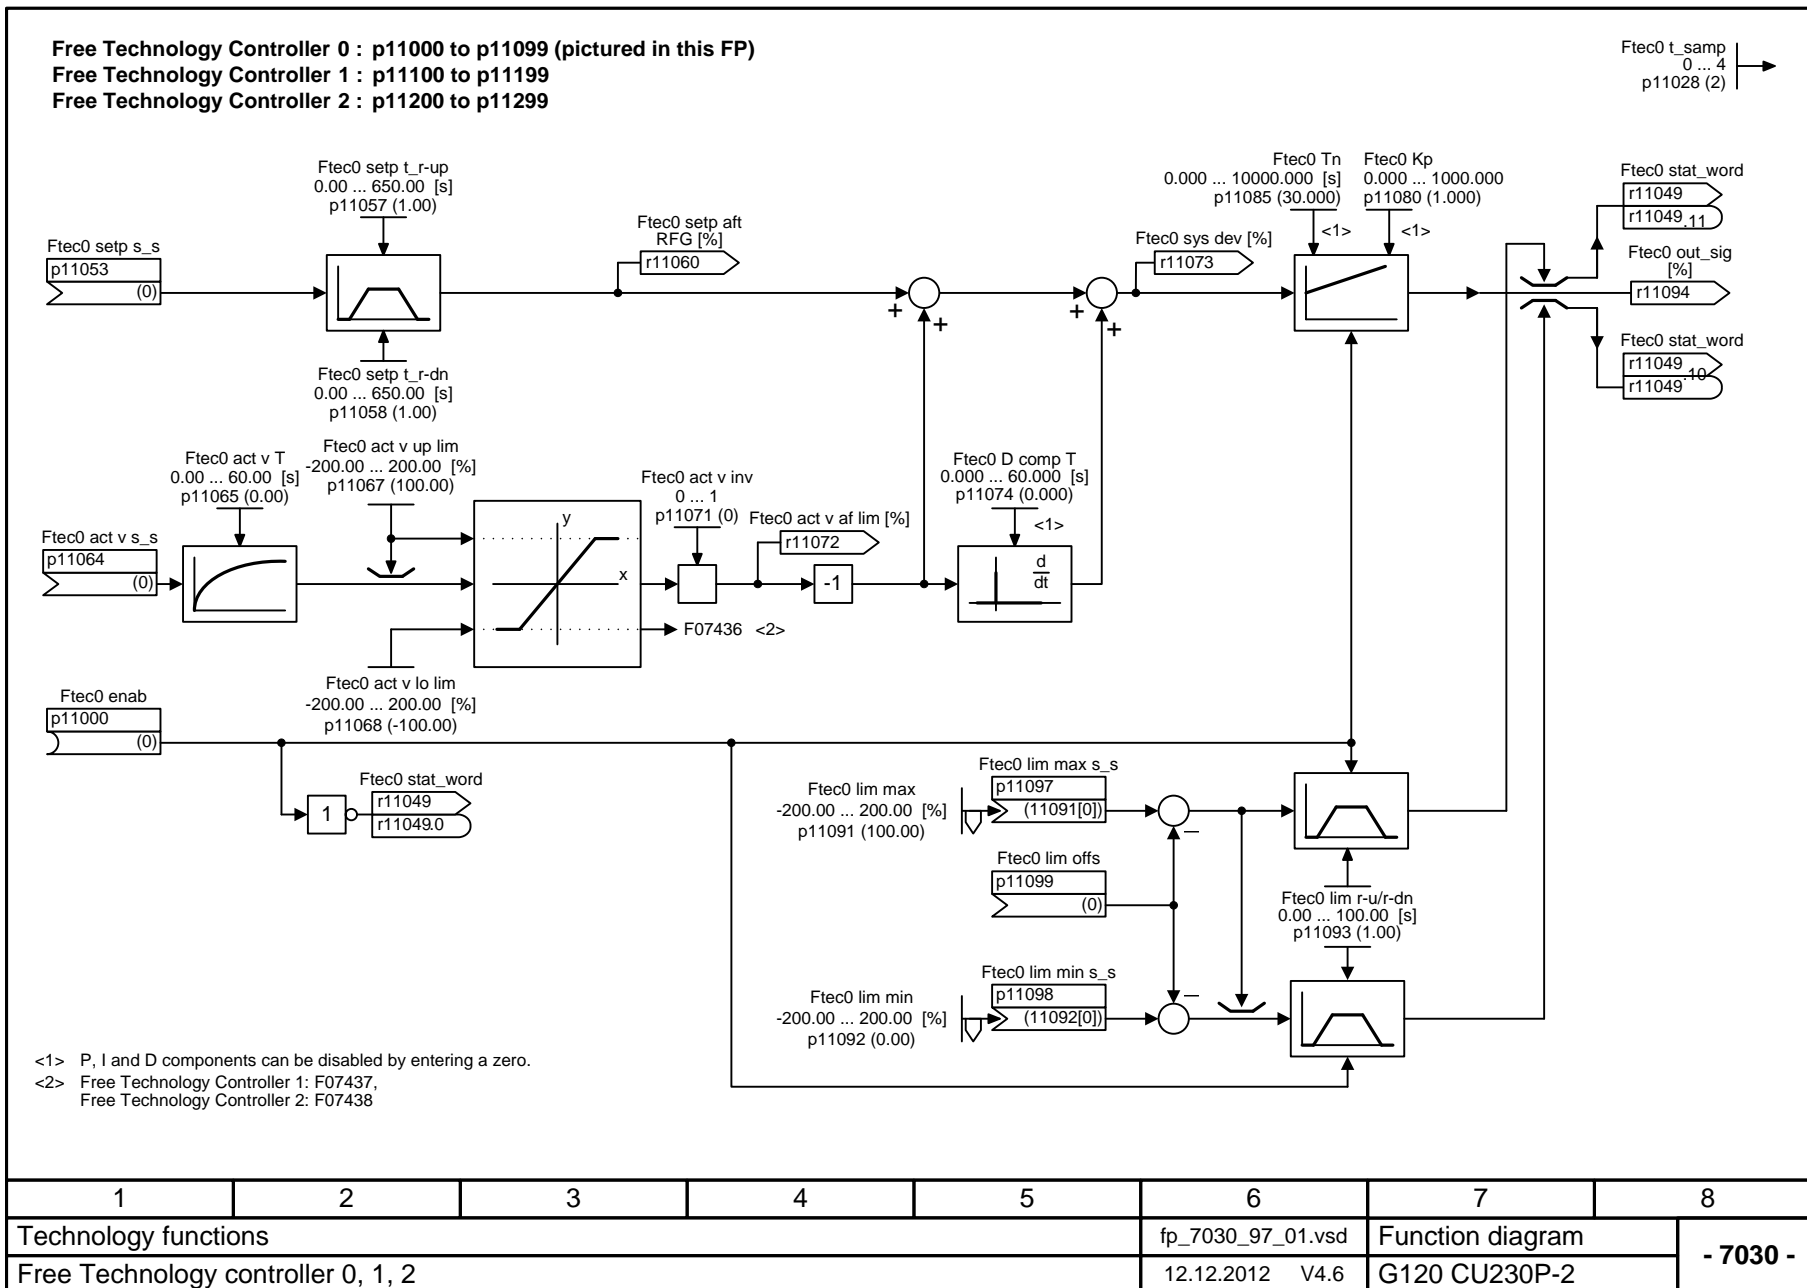 Free Technology Controller 0 : p11000 to p11099 (pictured in this FP)
Free Technology Controller 1 : p11100 to p11199
Free Technology Controller 2 : p11200 to p11299
Ftec0 t_samp
0 ... 4
p11028 (2)
Ftec0 setp t_r-up
0.00 ... 650.00 [s]
p11057 (1.00)
Ftec0 setp s_s
p11053
(0)
Ftec0 setp t_r-dn
0.00 ... 650.00 [s]
p11058 (1.00)
Ftec0 setp aft
RFG [%]
r11060
+
+
+
+
Ftec0 sys dev [%]
r11073
Ftec0 Tn
0.000 ... 10000.000 [s]
p11085 (30.000)
<1>
Ftec0 Kp
0.000 ... 1000.000
p11080 (1.000)
<1>
Ftec0 stat_word
r11049
r11049
.11
Ftec0 out_sig
[%]
r11094
Ftec0 stat_word
r11049
r11049
.10
Ftec0 act v T
0.00 ... 60.00 [s]
p11065 (0.00)
Ftec0 act v s_s
p11064
(0)
Ftec0 act v up lim
-200.00 ... 200.00 [%]
p11067 (100.00)
y
x
Ftec0 act v lo lim
-200.00 ... 200.00 [%]
p11068 (-100.00)
Ftec0 act v inv
0 ... 1
p11071 (0)
Ftec0 act v af lim [%]
r11072
-1
F07436 <2>
Ftec0 D comp T
0.000 ... 60.000 [s]
p11074 (0.000)
<1>
d
dt
Ftec0 enab
p11000
(0)
1
Ftec0 stat_word
r11049
r11049.0
Ftec0 lim max
-200.00 ... 200.00 [%]
p11091 (100.00)
Ftec0 lim max s_s
p11097
(11091[0])
Ftec0 lim offs
p11099
(0)
Ftec0 lim min
-200.00 ... 200.00 [%]
p11092 (0.00)
Ftec0 lim min s_s
p11098
(11092[0])
Ftec0 lim r-u/r-dn
0.00 ... 100.00 [s]
p11093 (1.00)
<1> P, I and D components can be disabled by entering a zero.
<2> Free Technology Controller 1: F07437,
Free Technology Controller 2: F07438
1 2 3 4 5 6 7 8
Technology functions
fp_7030_97_01.vsd
Function diagram
- 7030 -
Free Technology controller 0, 1, 2
12.12.2012 V4.6
G120 CU230P-2